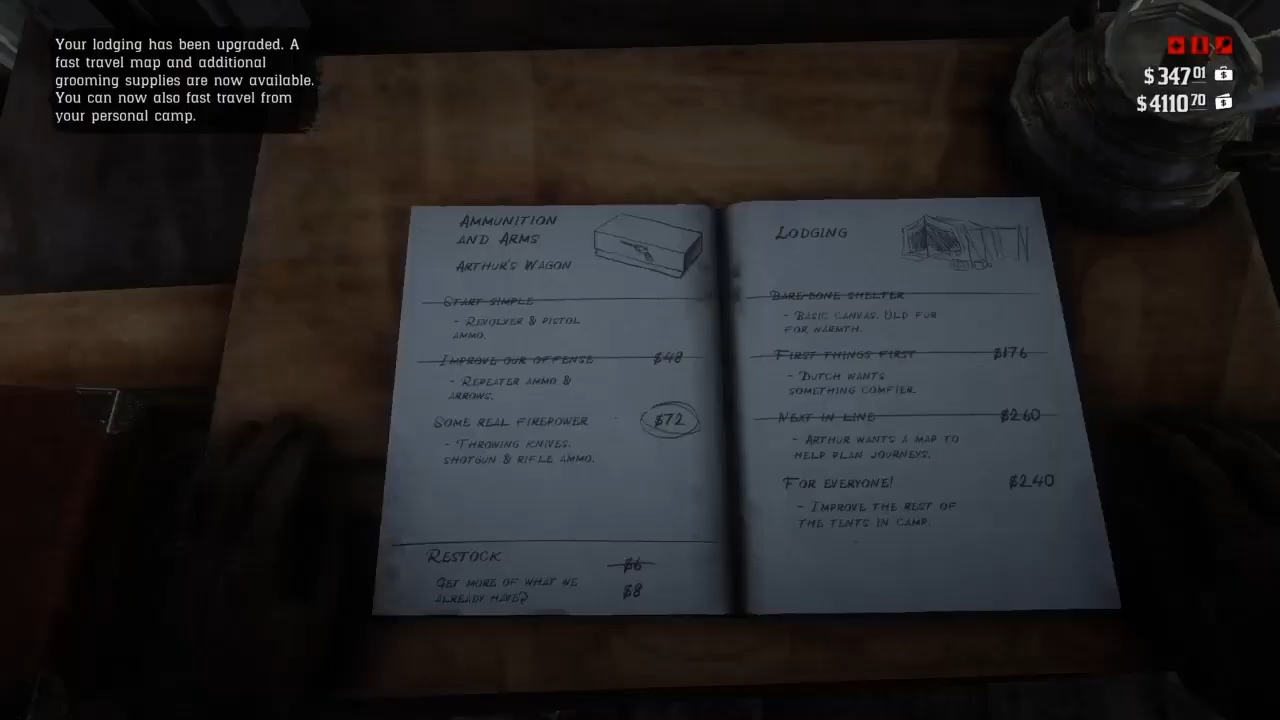 Your lodging has been upgraded. A
fast travel map and additional
grooming supplies are now available.
You can now also fast travel from
your personal camp.
$347 01
$4110 70
AMMUNITION
AND ARMS
ARTHUR'S WAGON
START SIMPLE
- REVOLVER & PISTOL
AMMO.
IMPROVE OUR OFFENSE $48
- REPEATER AMMO &
ARROWS.
SOME REAL FIREPOWER $72
- THROWING KNIVES.
SHOTGUN & RIFLE AMMO.
RESTOCK $6
GET MORE OF WHAT WE
ALREADY HAVE? $8
LODGING
BARE-BONE SHELTER
- BASIC CANVAS. OLD FUR
FOR WARMTH.
FIRST THINGS FIRST $176
- DUTCH WANTS
SOMETHING COMFIER.
NEXT IN LINE $260
- ARTHUR WANTS A MAP TO
HELP PLAN JOURNEYS.
FOR EVERYONE! $240
- IMPROVE THE REST OF
THE TENTS IN CAMP.